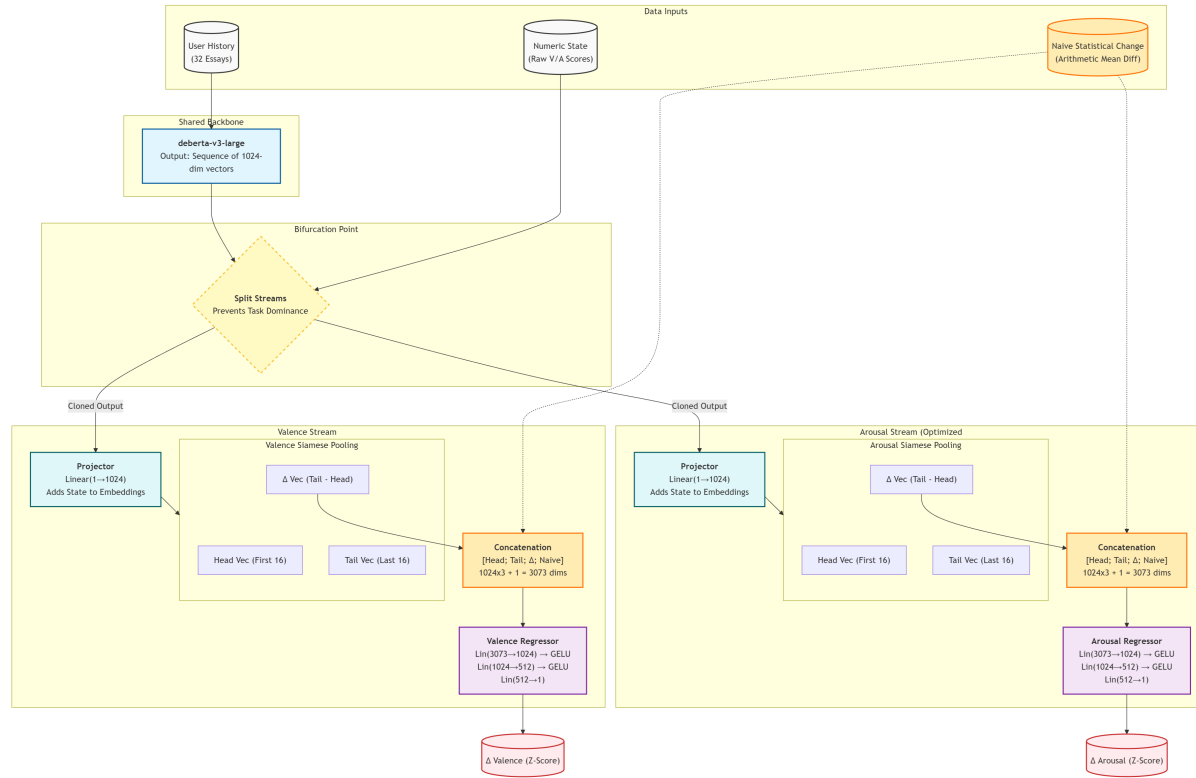 Data Inputs
User History
(32 Essays)
Numeric State
(Raw V/A Scores)
Naive Statistical Change
(Arithmetic Mean Diff)
Shared Backbone
deberta-v3-large
Output: Sequence of 1024-
dim vectors
Bifurcation Point
Split Streams
Prevents Task Dominance
Cloned Output
Cloned Output
Valence Stream
Valence Siamese Pooling
Projector
Linear(1→1024)
Adds State to Embeddings
Δ Vec (Tail - Head)
Head Vec (First 16)
Tail Vec (Last 16)
Concatenation
[Head; Tail; Δ; Naive]
1024x3 + 1 = 3073 dims
Valence Regressor
Lin(3073→1024) → GELU
Lin(1024→512) → GELU
Lin(512→1)
Δ Valence (Z-Score)
Arousal Stream (Optimized
Arousal Siamese Pooling
Projector
Linear(1→1024)
Adds State to Embeddings
Δ Vec (Tail - Head)
Head Vec (First 16)
Tail Vec (Last 16)
Concatenation
[Head; Tail; Δ; Naive]
1024x3 + 1 = 3073 dims
Arousal Regressor
Lin(3073→1024) → GELU
Lin(1024→512) → GELU
Lin(512→1)
Δ Arousal (Z-Score)